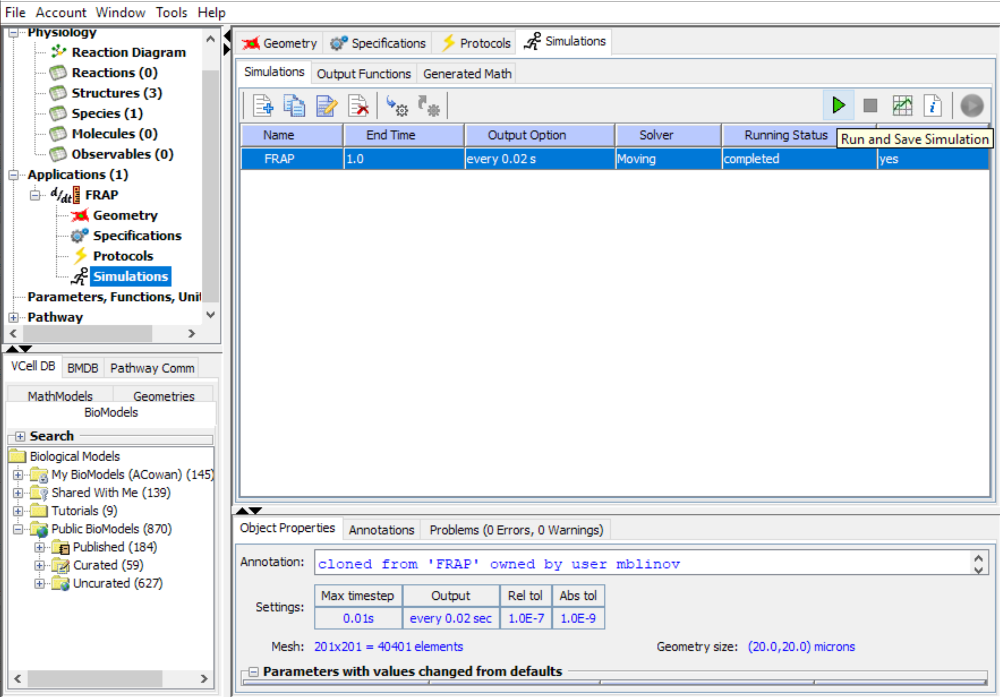 File Account Window Tools Help
Physiology
Reaction Diagram
Reactions (0)
Structures (3)
Species (1)
Molecules (0)
Observables (0)
Applications (1)
d/dt FRAP
Geometry
Specifications
Protocols
Simulations
Parameters, Functions, Unit
Pathway
VCell DB BMDB Pathway Comm
MathModels Geometries
BioModels
Search
Biological Models
My BioModels (ACowan) (145)
Shared With Me (139)
Tutorials (9)
Public BioModels (870)
Published (184)
Curated (59)
Uncurated (627)
Geometry Specifications Protocols Simulations
Simulations Output Functions Generated Math
Name End Time Output Option Solver Running Status
Run and Save Simulation
FRAP 1.0 every 0.02 s Moving completed yes
Object Properties Annotations Problems (0 Errors, 0 Warnings)
Annotation: cloned from 'FRAP' owned by user mblinov
Settings:
Max timestep Output Rel tol Abs tol
0.01s every 0.02 sec 1.0E-7 1.0E-9
Mesh: 201x201 = 40401 elements Geometry size: (20.0,20.0) microns
Parameters with values changed from defaults